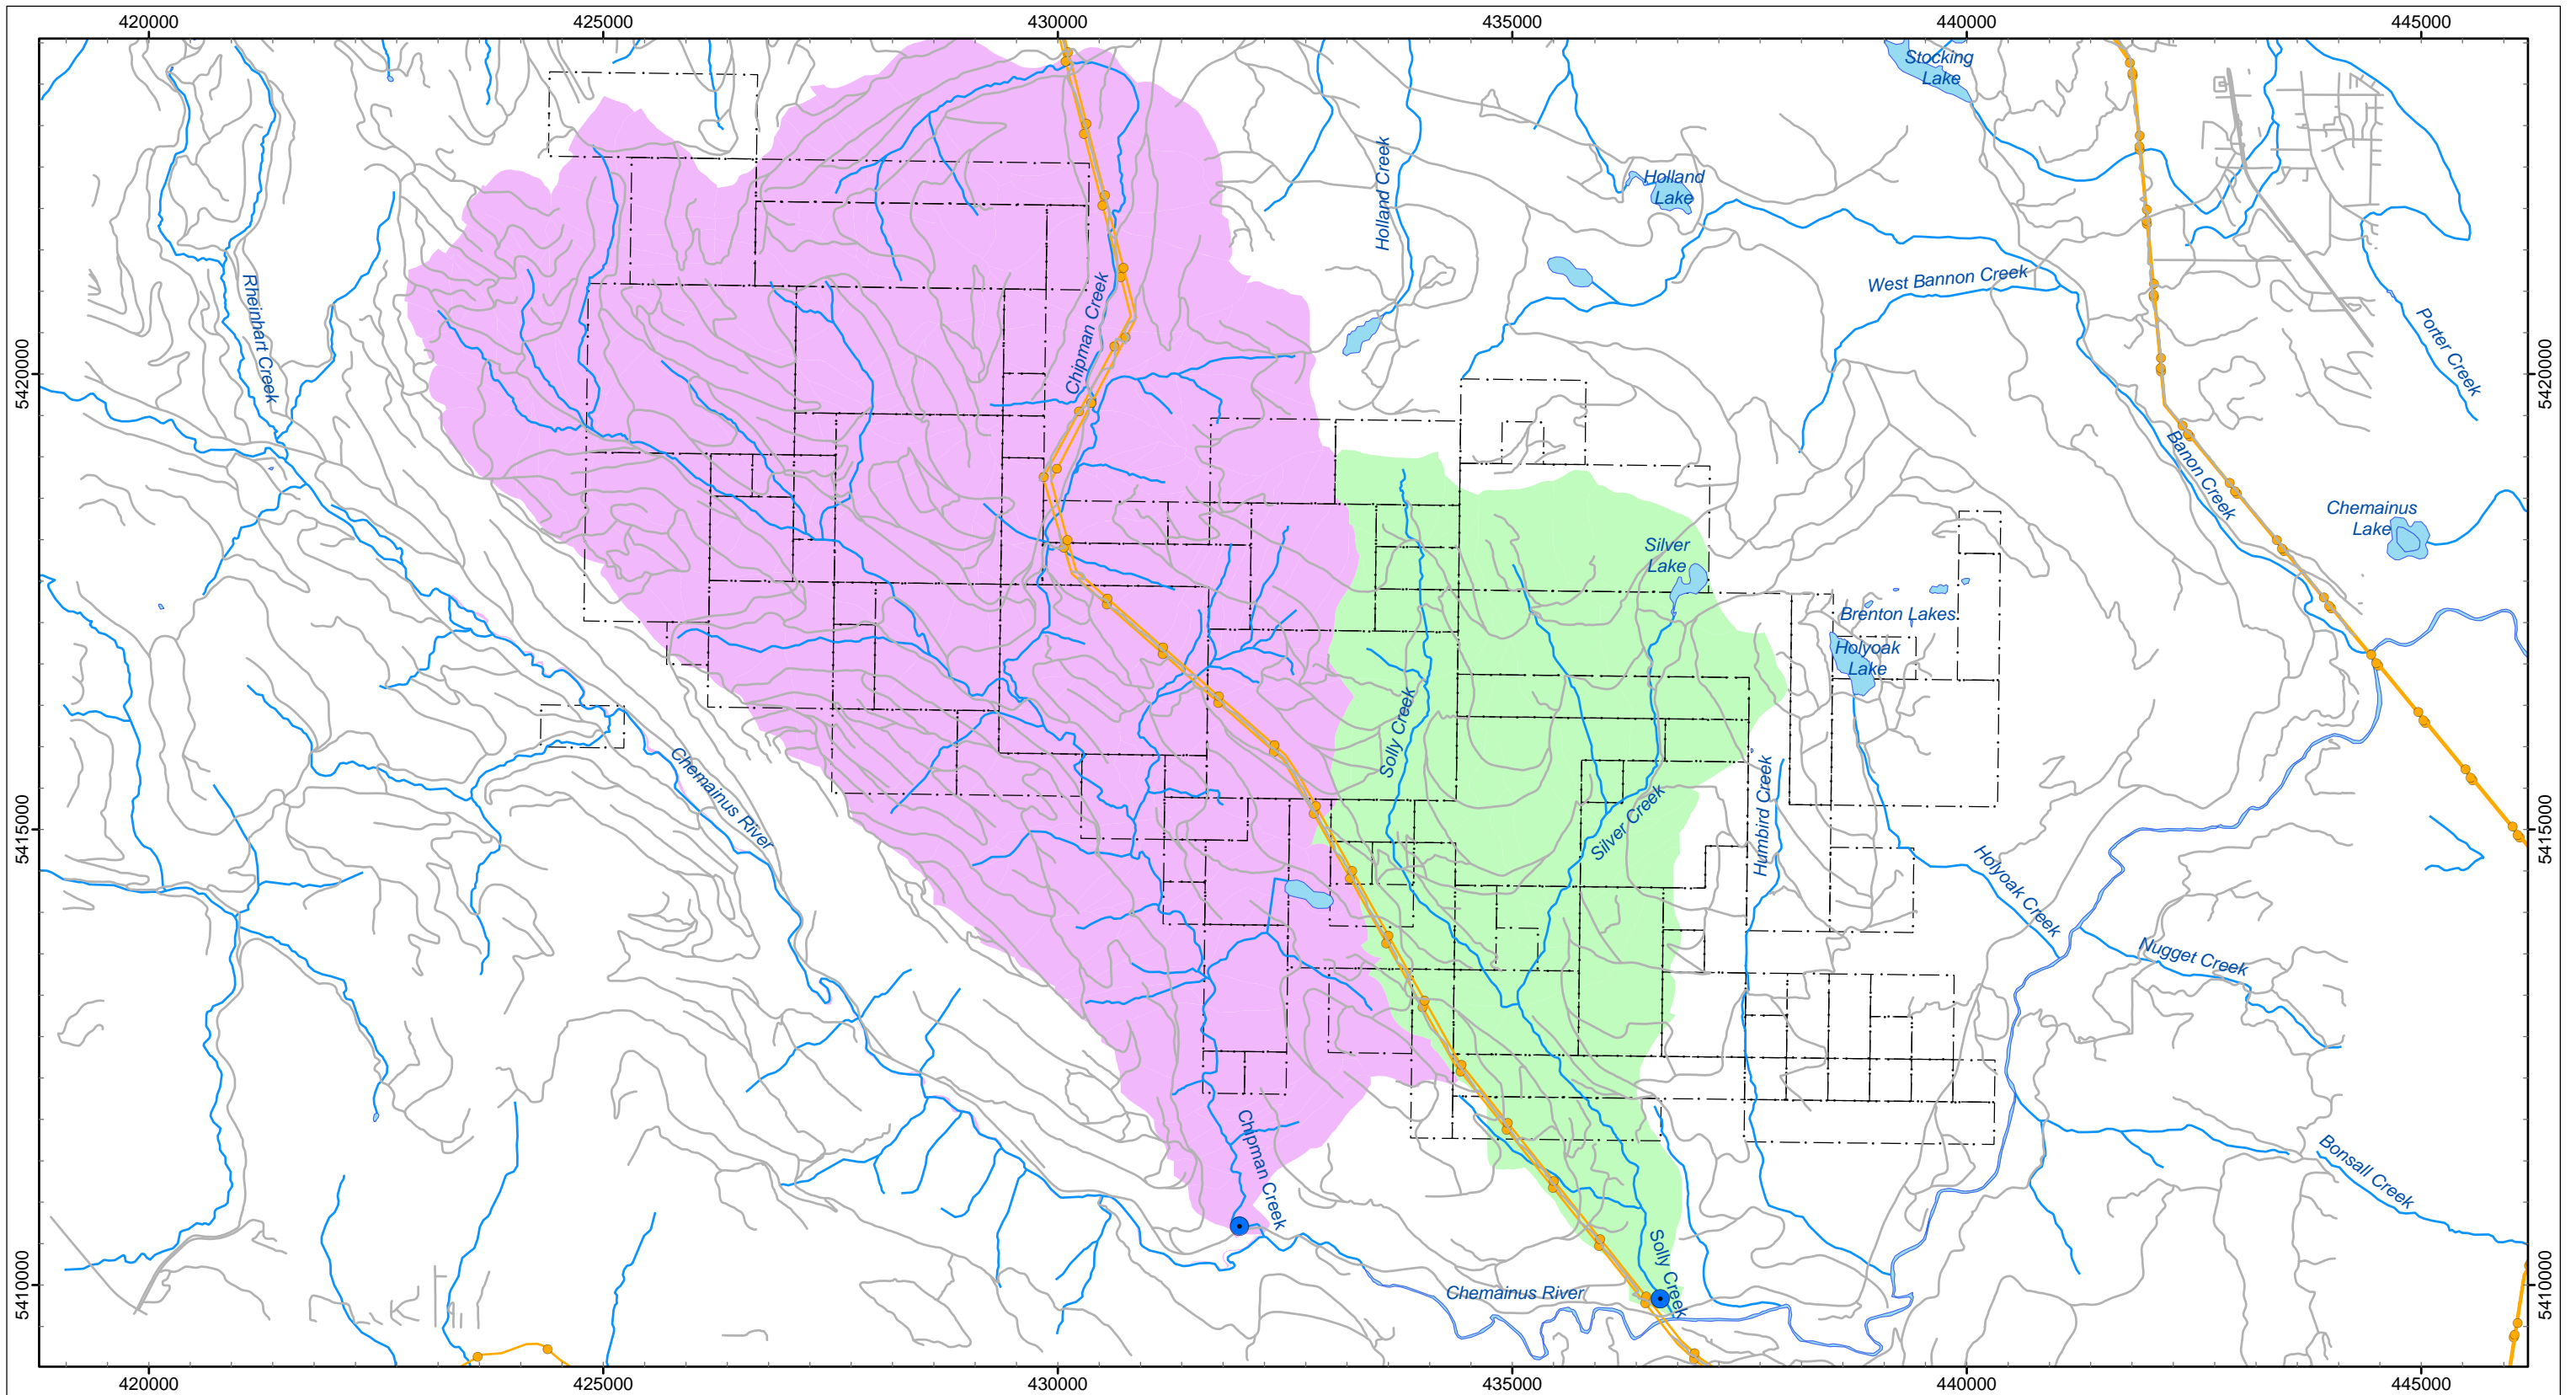 420000
425000
430000
435000
440000
445000
Stocking
Lake
Holland Creek
Holland
Lake
West Bannon Creek
Rheinhart Creek
Chipman Creek
Porter Creek
5420000
5420000
Banon Creek
Chemainus
Lake
Silver
Lake
Brenton Lakes
Holyoak
Lake
Solly Creek
Chemainus River
Silver Creek
Humbird Creek
5415000
5415000
Holyoak Creek
Nugget Creek
Chipman Creek
Bonsall Creek
Solly Creek
Chemainus River
5410000
5410000
420000
425000
430000
435000
440000
445000